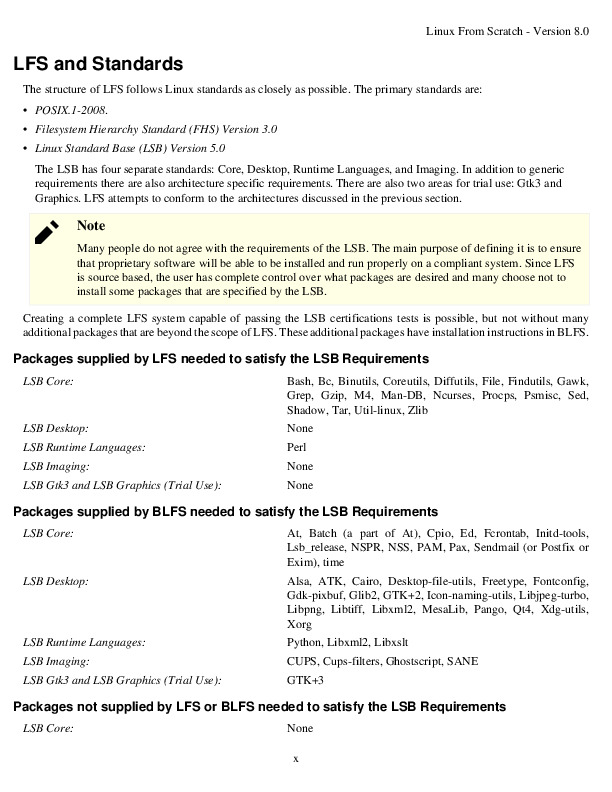 Linux From Scratch - Version 8.0
LFS and Standards
The structure of LFS follows Linux standards as closely as possible. The primary standards are:
• POSIX.1-2008.
• Filesystem Hierarchy Standard (FHS) Version 3.0
• Linux Standard Base (LSB) Version 5.0
The LSB has four separate standards: Core, Desktop, Runtime Languages, and Imaging. In addition to generic
requirements there are also architecture specific requirements. There are also two areas for trial use: Gtk3 and
Graphics. LFS attempts to conform to the architectures discussed in the previous section.
Note
Many people do not agree with the requirements of the LSB. The main purpose of defining it is to ensure
that proprietary software will be able to be installed and run properly on a compliant system. Since LFS
is source based, the user has complete control over what packages are desired and many choose not to
install some packages that are specified by the LSB.
Creating a complete LFS system capable of passing the LSB certifications tests is possible, but not without many
additional packages that are beyond the scope of LFS. These additional packages have installation instructions in BLFS.
Packages supplied by LFS needed to satisfy the LSB Requirements
LSB Core: Bash, Bc, Binutils, Coreutils, Diffutils, File, Findutils, Gawk,
Grep, Gzip, M4, Man-DB, Ncurses, Procps, Psmisc, Sed,
Shadow, Tar, Util-linux, Zlib
LSB Desktop: None
LSB Runtime Languages: Perl
LSB Imaging: None
LSB Gtk3 and LSB Graphics (Trial Use): None
Packages supplied by BLFS needed to satisfy the LSB Requirements
LSB Core: At, Batch (a part of At), Cpio, Ed, Fcrontab, Initd-tools,
Lsb_release, NSPR, NSS, PAM, Pax, Sendmail (or Postfix or
Exim), time
LSB Desktop: Alsa, ATK, Cairo, Desktop-file-utils, Freetype, Fontconfig,
Gdk-pixbuf, Glib2, GTK+2, Icon-naming-utils, Libjpeg-turbo,
Libpng, Libtiff, Libxml2, MesaLib, Pango, Qt4, Xdg-utils,
Xorg
LSB Runtime Languages: Python, Libxml2, Libxslt
LSB Imaging: CUPS, Cups-filters, Ghostscript, SANE
LSB Gtk3 and LSB Graphics (Trial Use): GTK+3
Packages not supplied by LFS or BLFS needed to satisfy the LSB Requirements
LSB Core: None
x